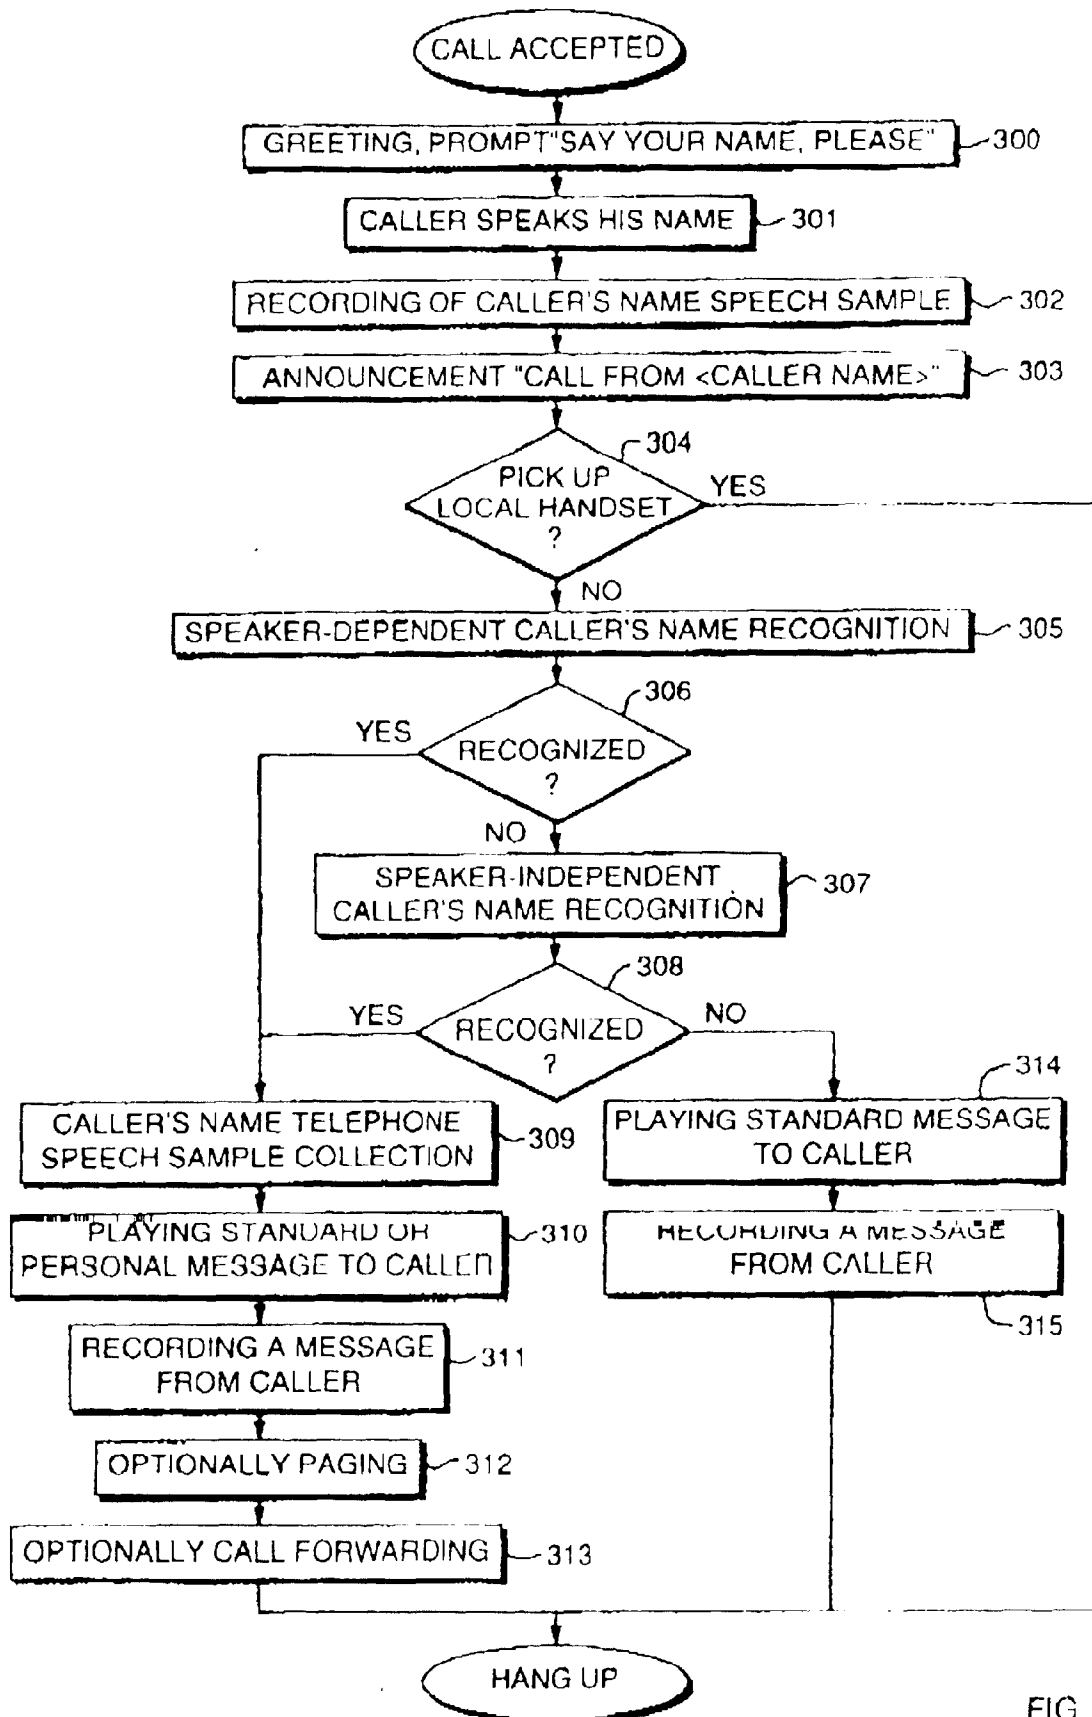 CALL ACCEPTED
GREETING, PROMPT "SAY YOUR NAME, PLEASE"
300
CALLER SPEAKS HIS NAME
301
RECORDING OF CALLER'S NAME SPEECH SAMPLE
302
ANNOUNCEMENT "CALL FROM <CALLER NAME>"
303
304
PICK UP
LOCAL HANDSET
?
YES
NO
SPEAKER-DEPENDENT CALLER'S NAME RECOGNITION
305
306
YES
RECOGNIZED
?
NO
SPEAKER-INDEPENDENT
CALLER'S NAME RECOGNITION
307
308
YES
RECOGNIZED
?
NO
314
CALLER'S NAME TELEPHONE
SPEECH SAMPLE COLLECTION
309
PLAYING STANDARD MESSAGE
TO CALLER
PLAYING STANDARD OR
PERSONAL MESSAGE TO CALLER
310
RECORDING A MESSAGE
FROM CALLER
315
RECORDING A MESSAGE
FROM CALLER
311
OPTIONALLY PAGING
312
OPTIONALLY CALL FORWARDING
313
HANG UP
FIG